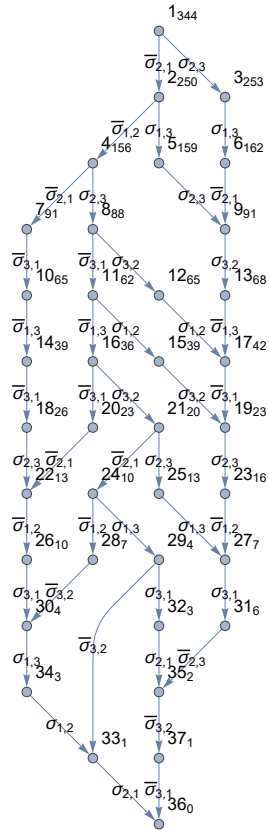 1₃₄₄
σ̅₂,₁ σ₂,₃
2₂₅₀ 3₂₅₃
σ̅₁,₂ σ₁,₃ σ₁,₃
4₁₅₆ 5₁₅₉ 6₁₆₂
σ̅₂,₁ σ₂,₃ σ₂,₃ σ̅₂,₁
7₉₁ 8₈₈ 9₉₁
σ̅₃,₁ σ̅₃,₁ σ₃,₂ σ₃,₂
10₆₅ 11₆₂ 12₆₅ 13₆₈
σ̅₁,₃ σ̅₁,₃ σ₁,₂ σ̅₁,₃ σ̅₁,₃
14₃₉ 16₃₆ 15₃₉ 17₄₂
σ̅₃,₁ σ̅₃,₁ σ₃,₂ σ₁,₂ σ̅₃,₁
18₂₆ 20₂₃ 21₂₀ 19₂₃
σ₂,₃ σ̅₂,₁ σ̅₂,₁ σ₂,₃ σ₂,₃
22₁₃ 24₁₀ 25₁₃ 23₁₆
σ̅₁,₂ σ̅₁,₂ σ₁,₃ σ₁,₃ σ̅₁,₂
26₁₀ 28₇ 29₄ 27₇
σ₃,₁ σ̅₃,₂ σ₃,₁ σ₃,₁
30₄ 32₃ 31₆
σ₁,₃ σ̅₃,₂ σ₂,₁ σ̅₂,₃
34₃ 35₂
σ₁,₂ σ̅₃,₂
33₁ 37₁
σ₂,₁ σ̅₃,₁
36₀